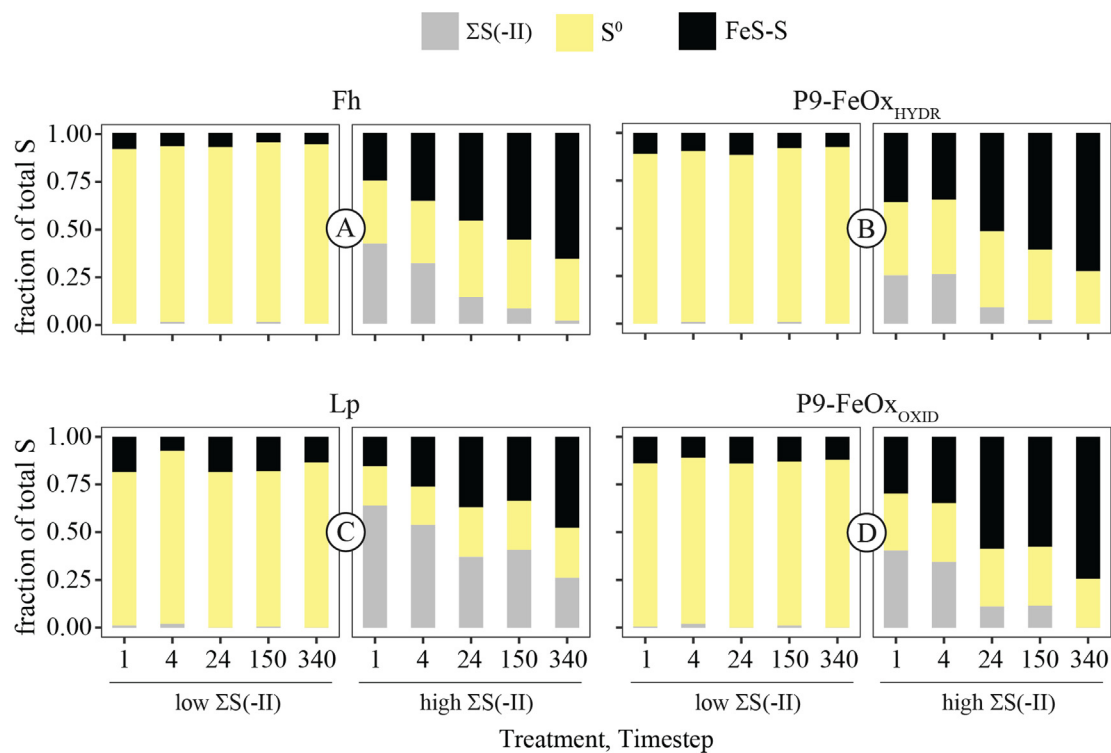 ΣS(-II) S⁰ FeS-S
Fh P9-FeOx_HYDR
fraction of total S
1.00
0.75
0.50
0.25
0.00
A B
Lp P9-FeOx_OXID
fraction of total S
1.00
0.75
0.50
0.25
0.00
C D
1 4 24 150 340 1 4 24 150 340 1 4 24 150 340 1 4 24 150 340
low ΣS(-II) high ΣS(-II) low ΣS(-II) high ΣS(-II)
Treatment, Timestep